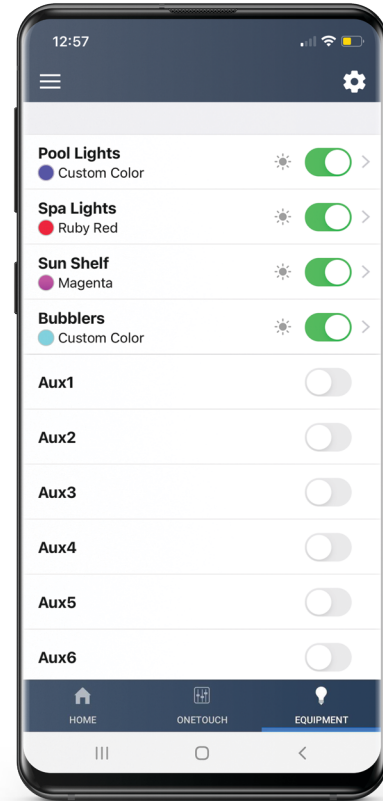 12:57
Pool Lights
Custom Color
Spa Lights
Ruby Red
Sun Shelf
Magenta
Bubblers
Custom Color
Aux1
Aux2
Aux3
Aux4
Aux5
Aux6
HOME ONETOUCH EQUIPMENT